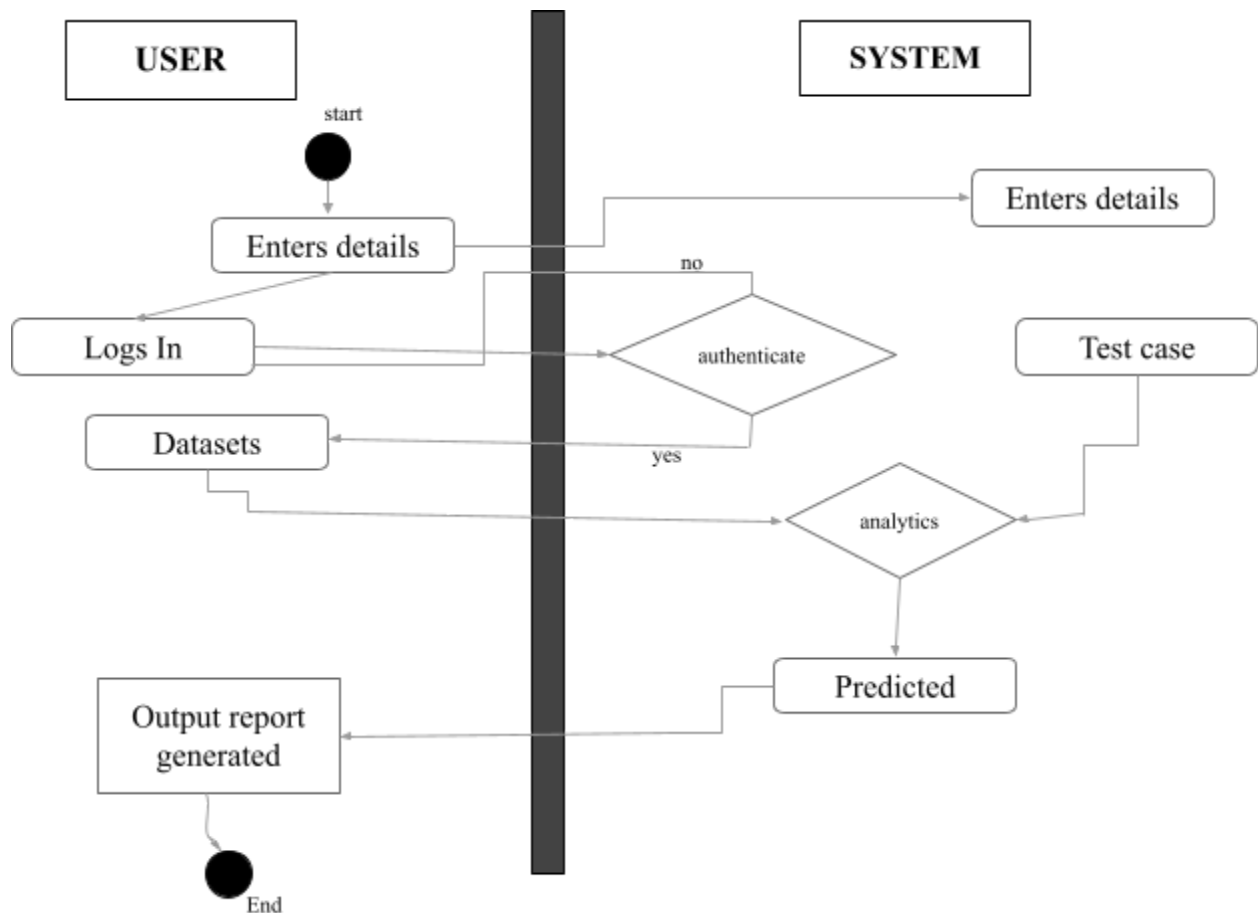 USER
SYSTEM
start
Enters details
Enters details
no
Logs In
authenticate
Test case
Datasets
yes
analytics
Predicted
Output report
generated
End